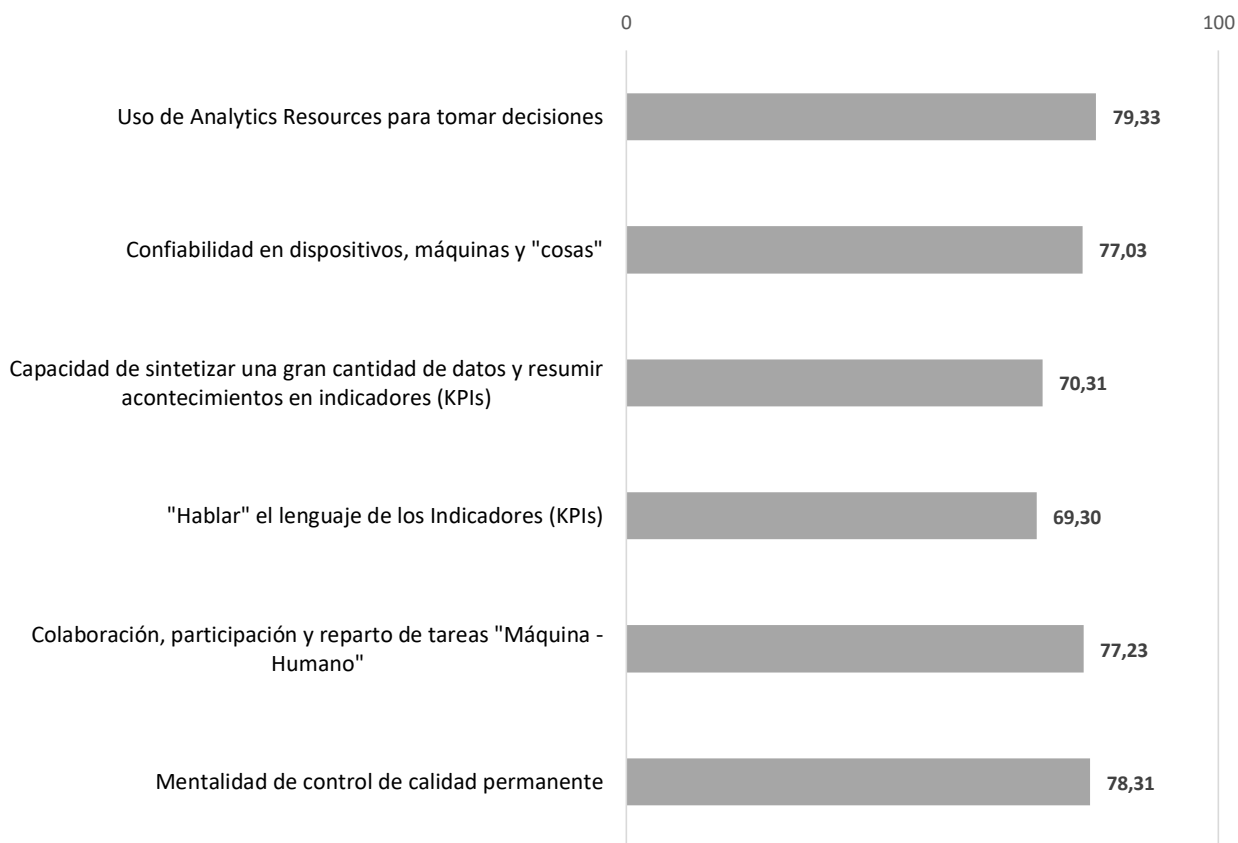 0
100
Uso de Analytics Resources para tomar decisiones
79,33
Confiabilidad en dispositivos, máquinas y "cosas"
77,03
Capacidad de sintetizar una gran cantidad de datos y resumir
acontecimientos en indicadores (KPIs)
70,31
"Hablar" el lenguaje de los Indicadores (KPIs)
69,30
Colaboración, participación y reparto de tareas "Máquina -
Humano"
77,23
Mentalidad de control de calidad permanente
78,31